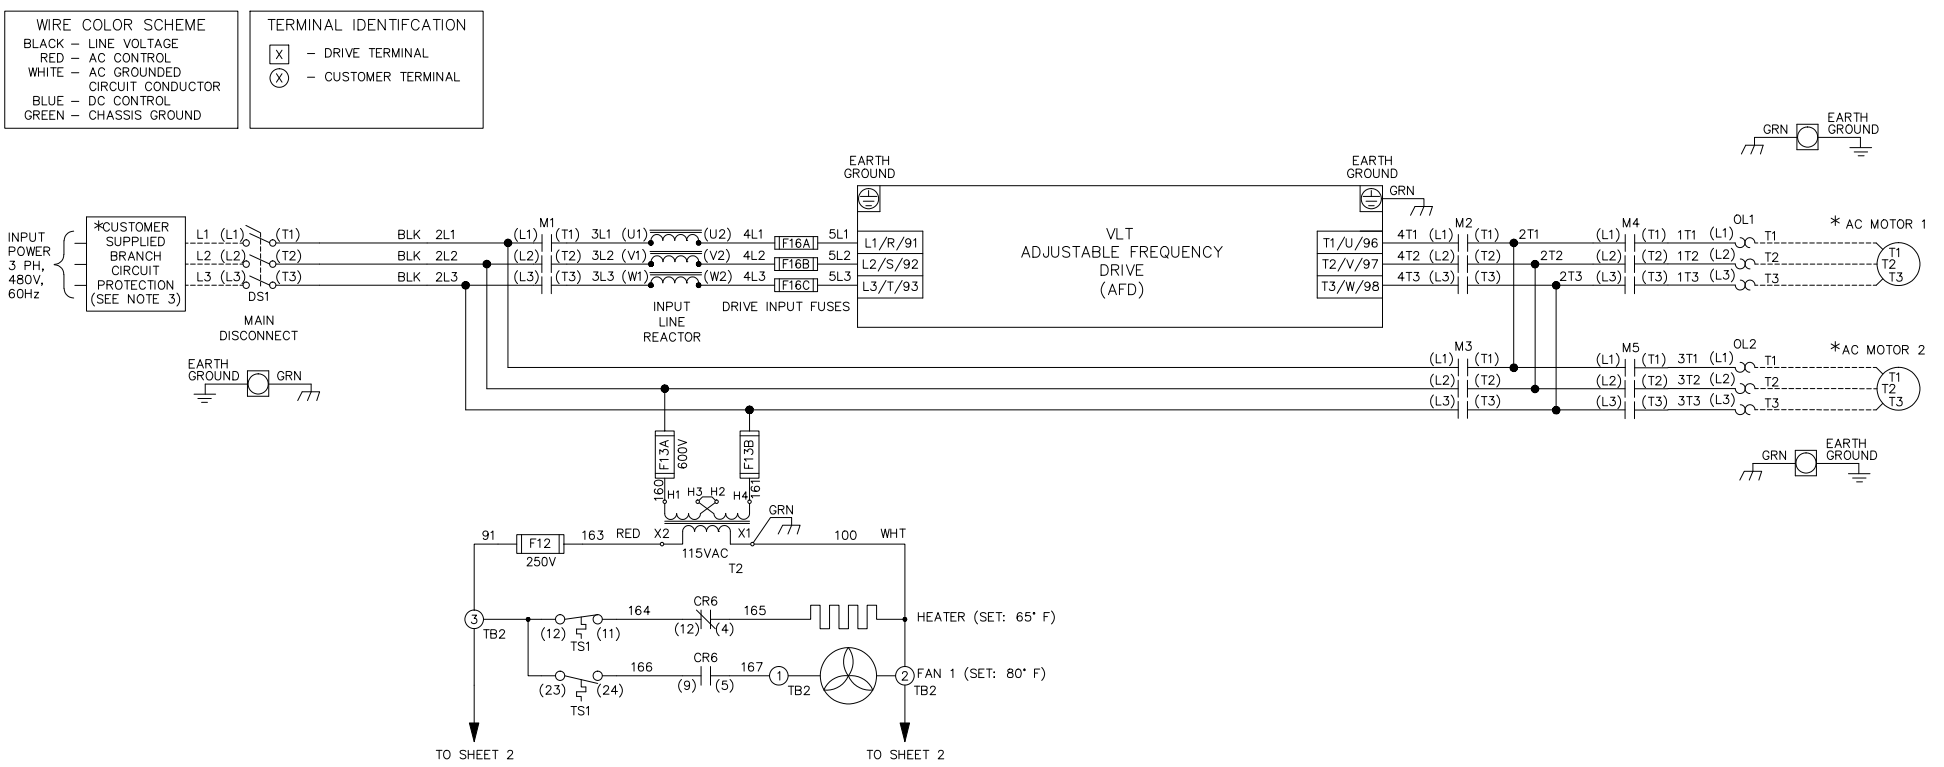 WIRE COLOR SCHEME
BLACK – LINE VOLTAGE
RED – AC CONTROL
WHITE – AC GROUNDED
CIRCUIT CONDUCTOR
BLUE – DC CONTROL
GREEN – CHASSIS GROUND
TERMINAL IDENTIFCATION
X – DRIVE TERMINAL
X – CUSTOMER TERMINAL
GRN
EARTH
GROUND
INPUT
POWER
3 PH,
480V,
60Hz
*CUSTOMER
SUPPLIED
BRANCH
CIRCUIT
PROTECTION
(SEE NOTE 3)
L1 (L1) (T1) BLK 2L1 (L1) M1 (T1) 3L1 (U1) (U2) 4L1 F16A 5L1 L1/R/91
L2 (L2) (T2) BLK 2L2 (L2) (T2) 3L2 (V1) (V2) 4L2 F16B 5L2 L2/S/92
L3 (L3) (T3) BLK 2L3 (L3) (T3) 3L3 (W1) (W2) 4L3 F16C 5L3 L3/T/93
DS1
MAIN
DISCONNECT
INPUT
LINE
REACTOR
DRIVE INPUT FUSES
EARTH
GROUND
VLT
ADJUSTABLE FREQUENCY
DRIVE
(AFD)
EARTH
GROUND
GRN
T1/U/96 4T1 (L1) M2 (T1) 2T1 (L1) M4 (T1) 1T1 (L1) OL1 T1
T2/V/97 4T2 (L2) (T2) 2T2 (L2) (T2) 1T2 (L2) T2
T3/W/98 4T3 (L3) (T3) 2T3 (L3) (T3) 1T3 (L3) T3
* AC MOTOR 1
T1
T2
T3
EARTH
GROUND
GRN
(L1) M3 (T1) (L1) M5 (T1) 3T1 (L1) OL2 T1
(L2) (T2) (L2) (T2) 3T2 (L2) T2
(L3) (T3) (L3) (T3) 3T3 (L3) T3
*AC MOTOR 2
T1
T2
T3
GRN
EARTH
GROUND
F13A
600V
F13B
160
161
H1 H3 H2 H4
GRN
91 F12 163 RED X2 X1 100 WHT
250V
115VAC
T2
3
TB2
(12) (11)
TS1
164
CR6
(12) (4)
165
HEATER (SET: 65° F)
(23) (24)
TS1
166
CR6
(9) (5)
167
1
TB2
2
TB2
FAN 1 (SET: 80° F)
TO SHEET 2
TO SHEET 2